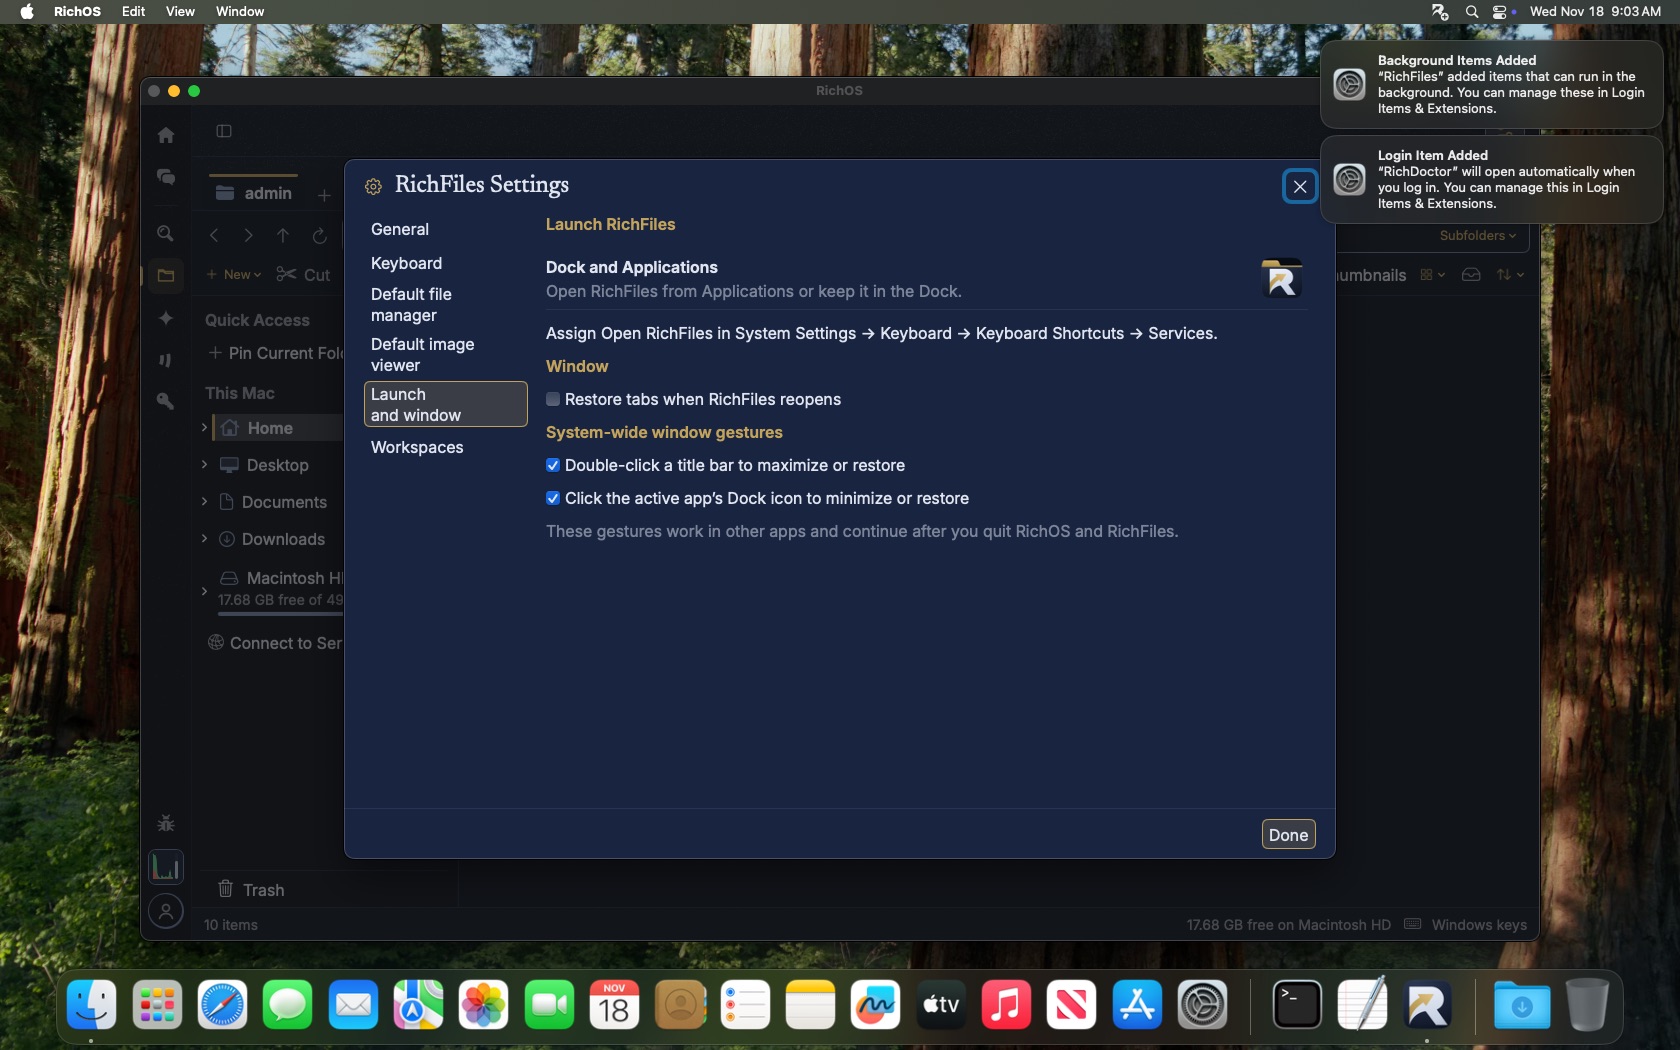 RichOS Edit View Window
Wed Nov 18 9:03 AM
Background Items Added
“RichFiles” added items that can run in the
background. You can manage these in Login
Items & Extensions.
Login Item Added
“RichDoctor” will open automatically when
you log in. You can manage this in Login
Items & Extensions.
RichOS
admin
New
Cut
Subfolders
Quick Access
Pin Current
This Mac
Home
Desktop
Documents
Downloads
Macintosh
17.68 GB free of
Connect to
Trash
10 items
17.68 GB free on Macintosh HD
Windows keys
RichFiles Settings
General
Keyboard
Default file
manager
Default image
viewer
Launch
and window
Workspaces
Launch RichFiles
Dock and Applications
Open RichFiles from Applications or keep it in the Dock.
Assign Open RichFiles in System Settings → Keyboard → Keyboard Shortcuts → Services.
Window
Restore tabs when RichFiles reopens
System-wide window gestures
Double-click a title bar to maximize or restore
Click the active app’s Dock icon to minimize or restore
These gestures work in other apps and continue after you quit RichOS and RichFiles.
Done
NOV
18
tv